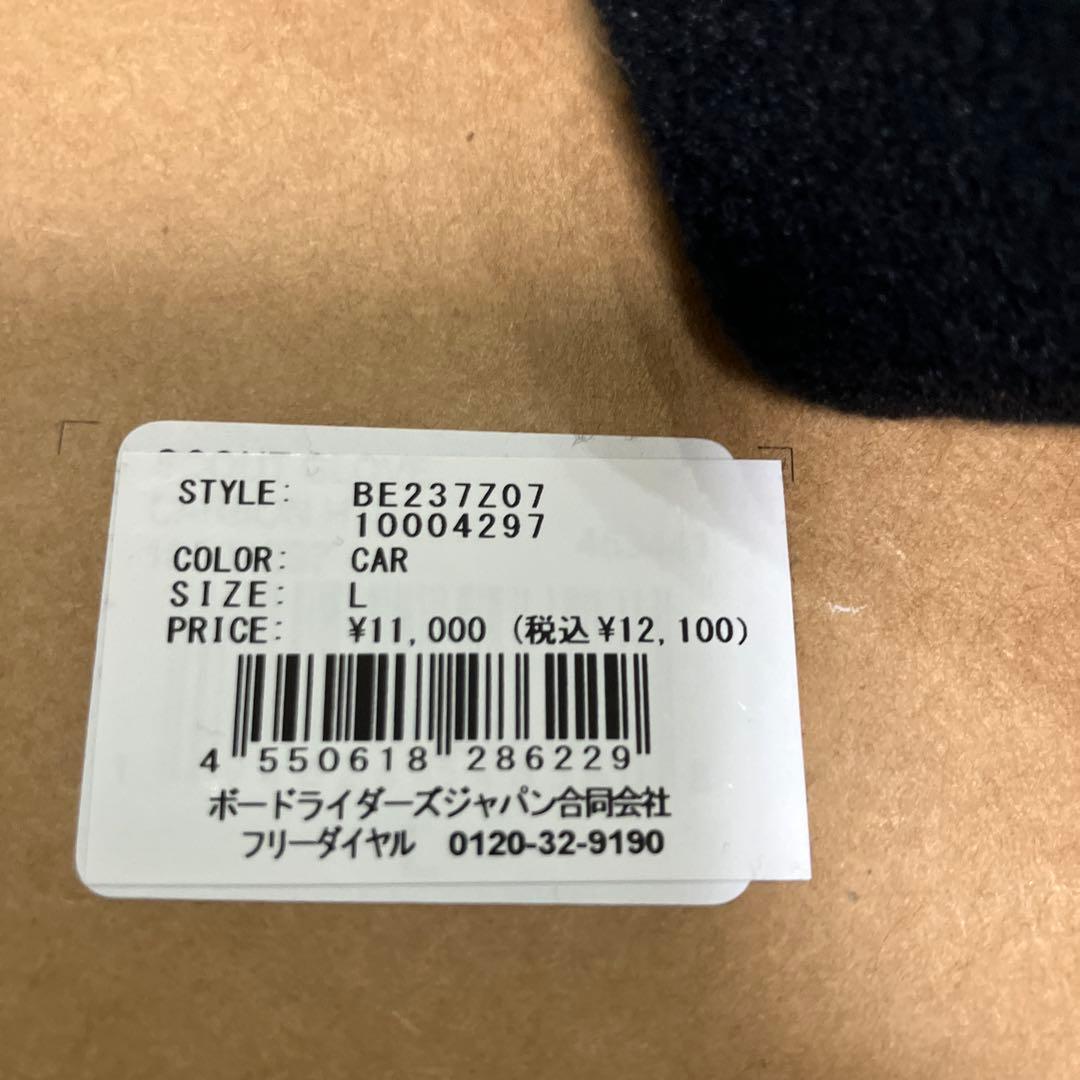 STYLE: BE237Z07
10004297
COLOR: CAR
SIZE: L
PRICE: ¥11,000 (税込¥12,100)
4 550618 286229
ボードライダーズジャパン合同会社
フリーダイヤル 0120-32-9190